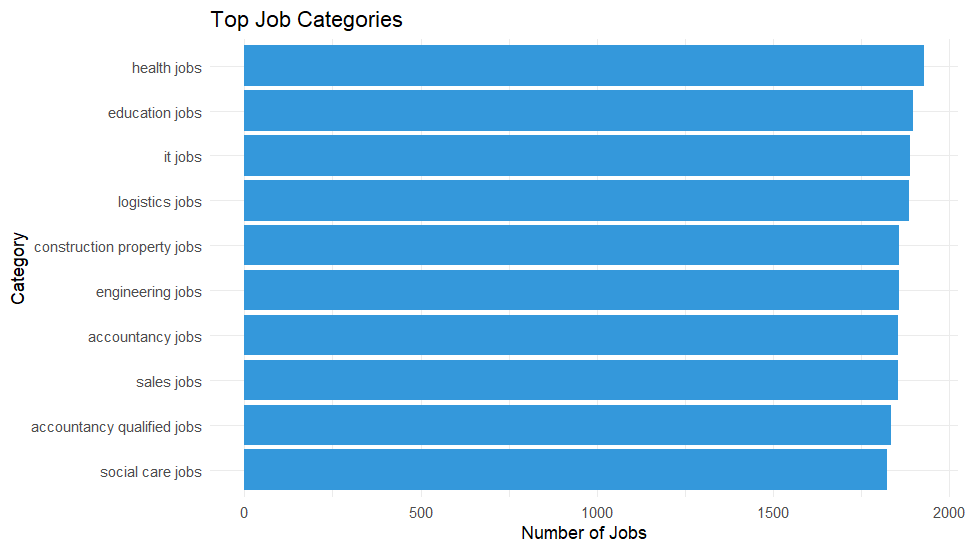 Top Job Categories
health jobs
education jobs
it jobs
logistics jobs
construction property jobs
engineering jobs
accountancy jobs
sales jobs
accountancy qualified jobs
social care jobs
Category
0 500 1000 1500 2000
Number of Jobs